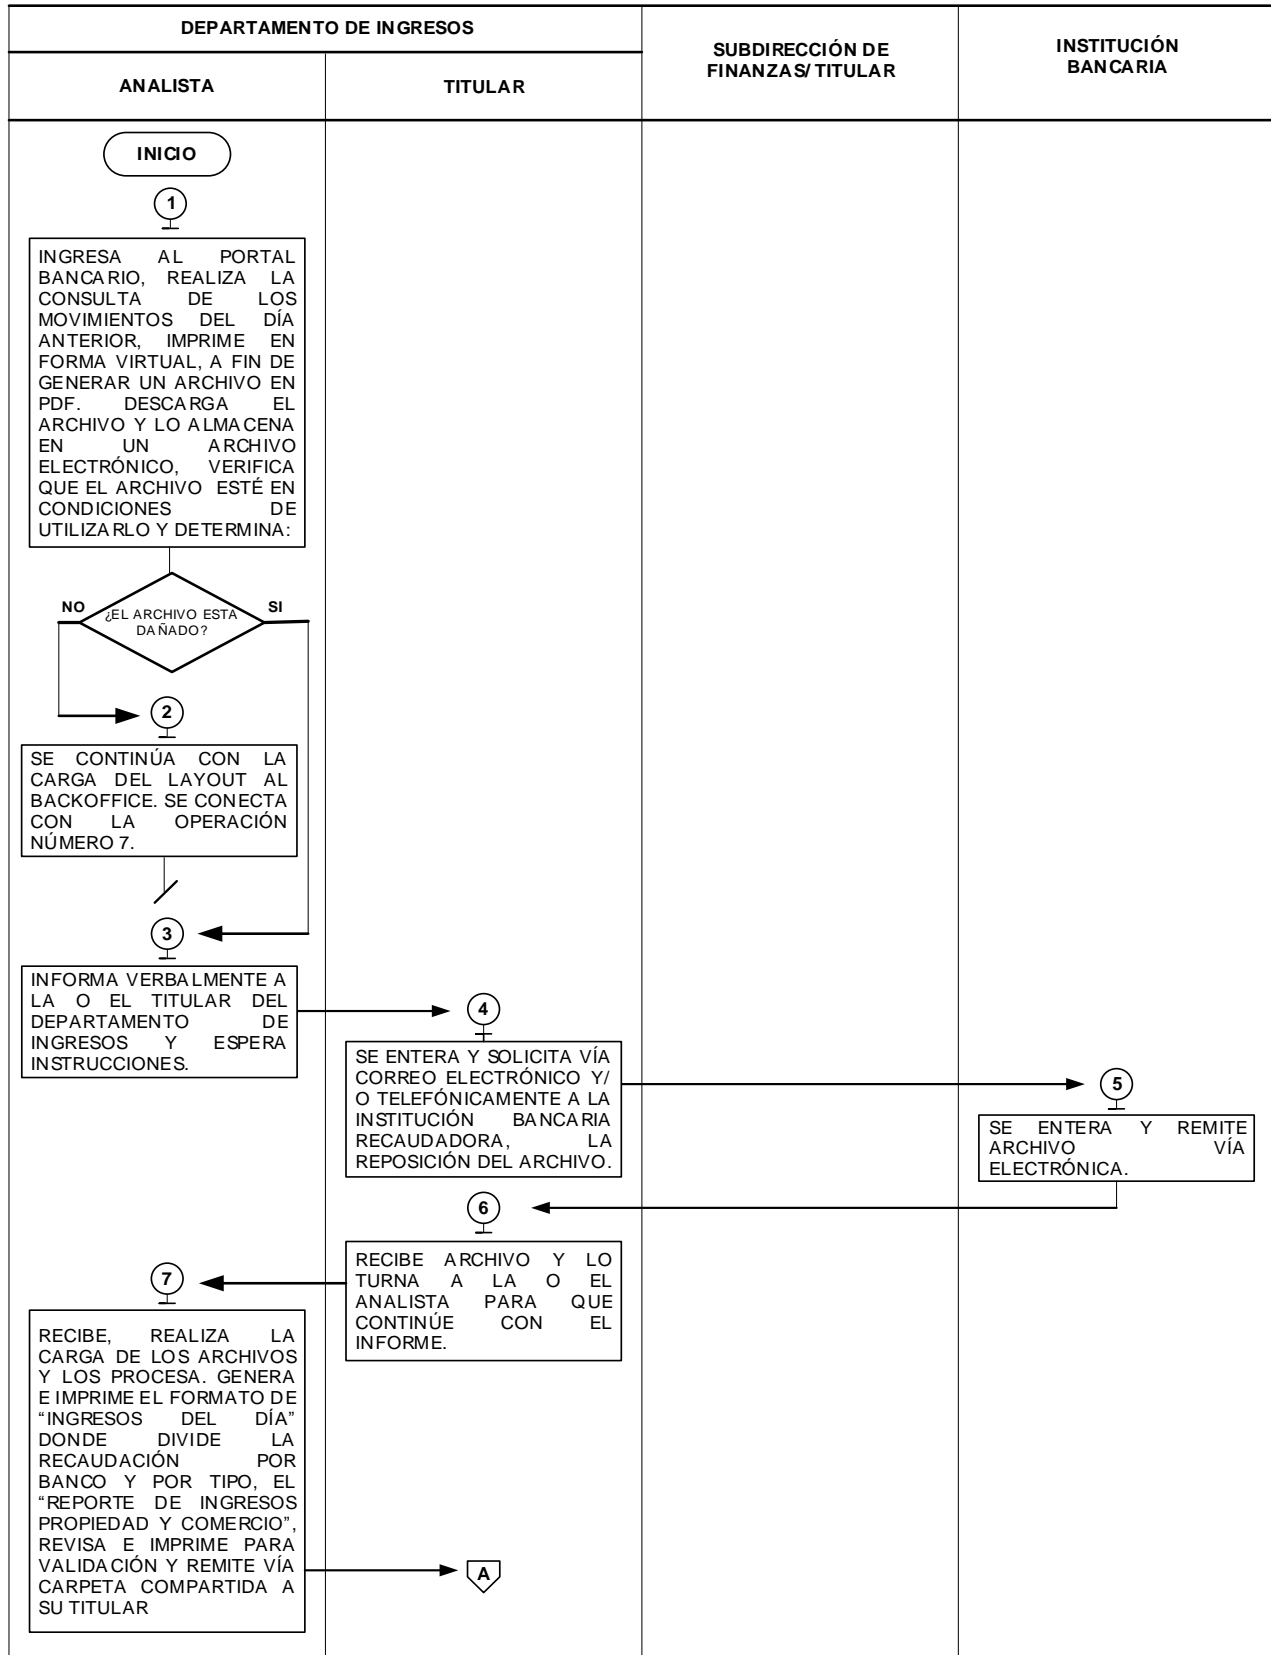 DEPARTAMENTO DE INGRESOS
SUBDIRECCIÓN DE
FINANZAS/ TITULAR
INSTITUCIÓN
BANCARIA
ANALISTA
TITULAR
INICIO
1
INGRESA AL PORTAL
BANCARIO, REALIZA LA
CONSULTA DE LOS
MOVIMIENTOS DEL DÍA
ANTERIOR, IMPRIME EN
FORMA VIRTUAL, A FIN DE
GENERAR UN ARCHIVO EN
PDF. DESCARGA EL
ARCHIVO Y LO ALMACENA
EN UN ARCHIVO
ELECTRÓNICO, VERIFICA
QUE EL ARCHIVO ESTÉ EN
CONDICIONES DE
UTILIZARLO Y DETERMINA:
NO
¿EL ARCHIVO ESTA
DAÑADO?
SI
2
SE CONTINÚA CON LA
CARGA DEL LAYOUT AL
BACKOFFICE. SE CONECTA
CON LA OPERACIÓN
NÚMERO 7.
3
INFORMA VERBALMENTE A
LA O EL TITULAR DEL
DEPARTAMENTO DE
INGRESOS Y ESPERA
INSTRUCCIONES.
4
SE ENTERA Y SOLICITA VÍA
CORREO ELECTRÓNICO Y/
O TELEFÓNICAMENTE A LA
INSTITUCIÓN BANCARIA
RECAUDADORA, LA
REPOSICIÓN DEL ARCHIVO.
5
SE ENTERA Y REMITE
ARCHIVO VÍA
ELECTRÓNICA.
6
RECIBE ARCHIVO Y LO
TURNA A LA O EL
ANALISTA PARA QUE
CONTINÚE CON EL
INFORME.
7
RECIBE, REALIZA LA
CARGA DE LOS ARCHIVOS
Y LOS PROCESA. GENERA
E IMPRIME EL FORMATO DE
“INGRESOS DEL DÍA”
DONDE DIVIDE LA
RECAUDACIÓN POR
BANCO Y POR TIPO, EL
“REPORTE DE INGRESOS
PROPIEDAD Y COMERCIO”,
REVISA E IMPRIME PARA
VALIDACIÓN Y REMITE VÍA
CARPETA COMPARTIDA A
SU TITULAR
A